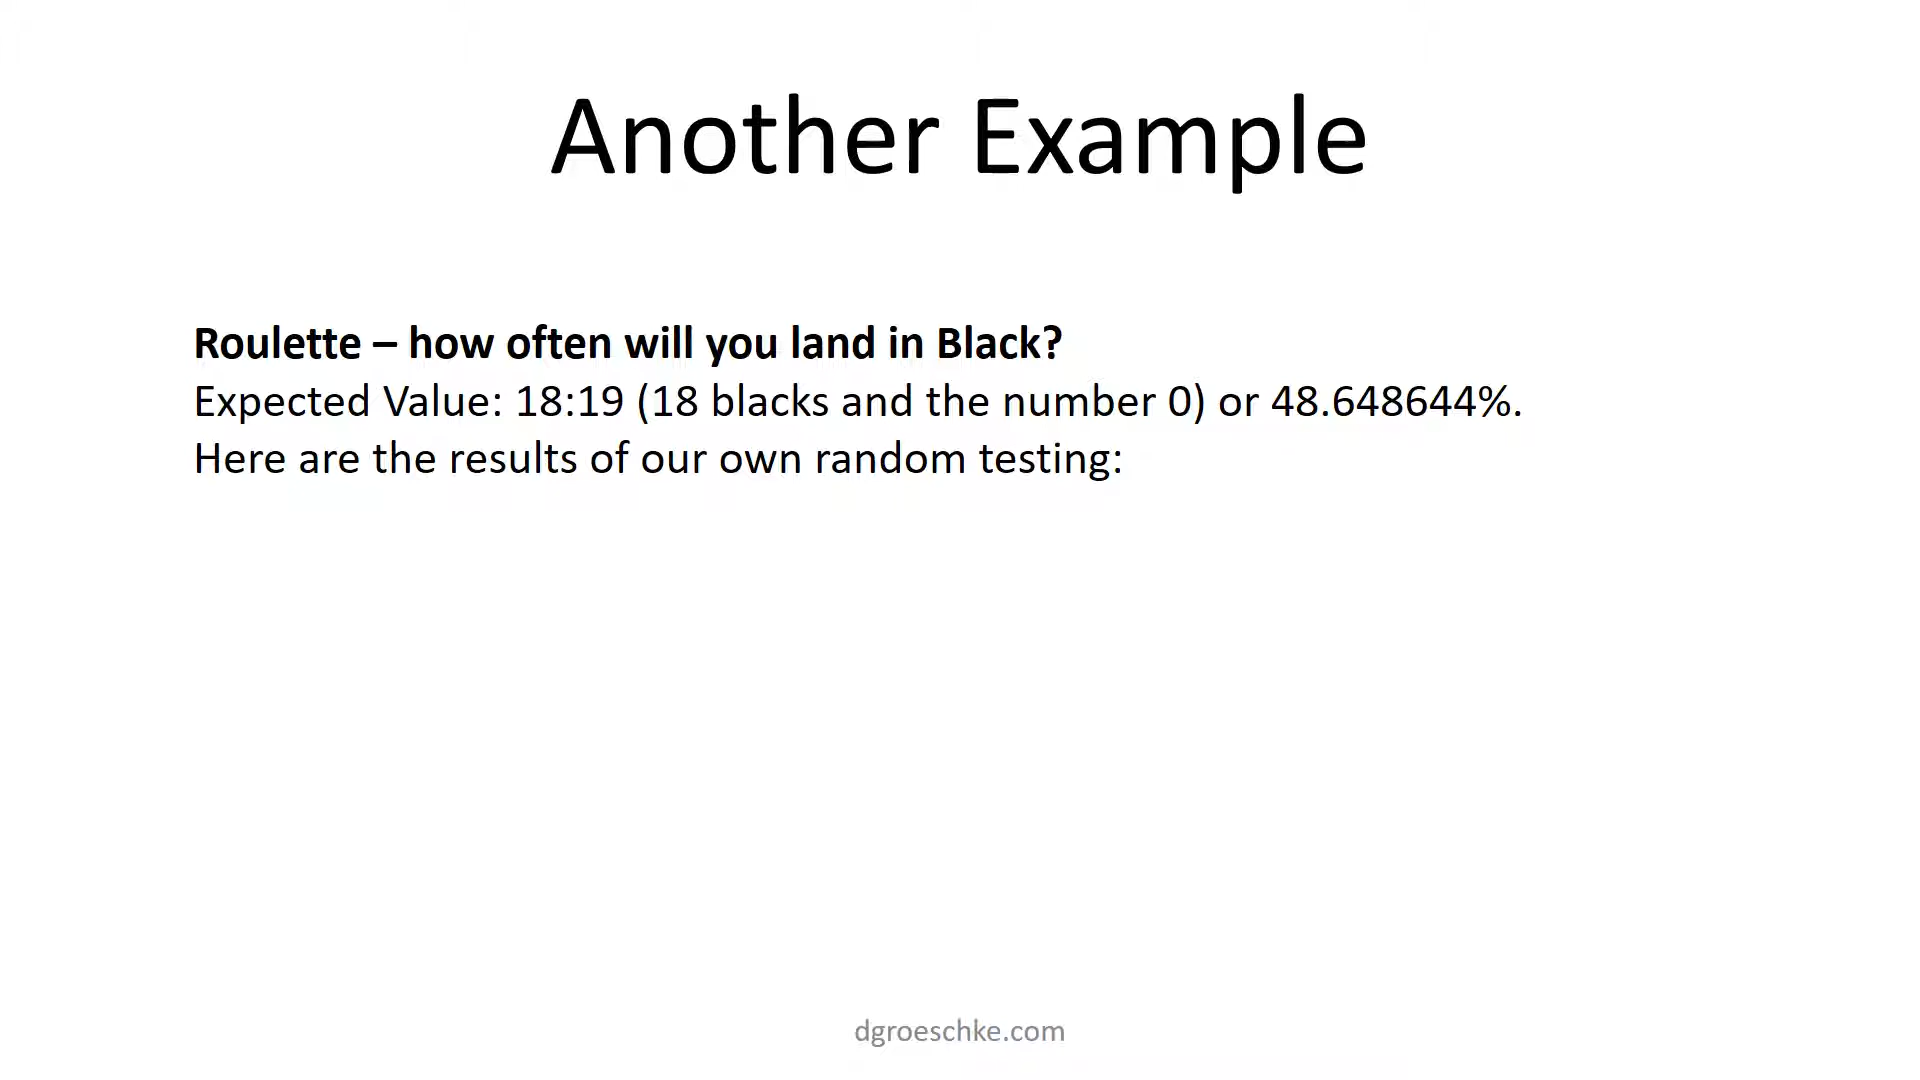 Another Example
Roulette – how often will you land in Black?
Expected Value: 18:19 (18 blacks and the number 0) or 48.648644%.
Here are the results of our own random testing:
dgroeschke.com